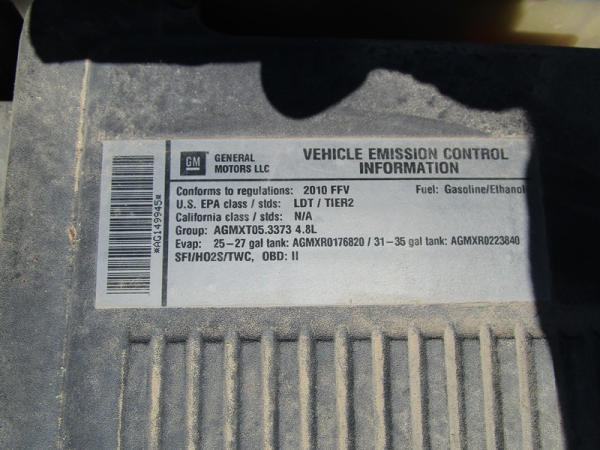 GM
GENERAL MOTORS LLC
VEHICLE EMISSION CONTROL
INFORMATION
Conforms to regulations: 2010 FFV Fuel: Gasoline/Ethanol
U.S. EPA class / stds: LDT / TIER2
California class / stds: N/A
Group: AGMXT05.3373 4.8L
Evap: 25-27 gal tank: AGMXR0176820 / 31-35 gal tank: AGMXR0223840
SFI/HO2S/TWC, OBD: II
*AG149945*